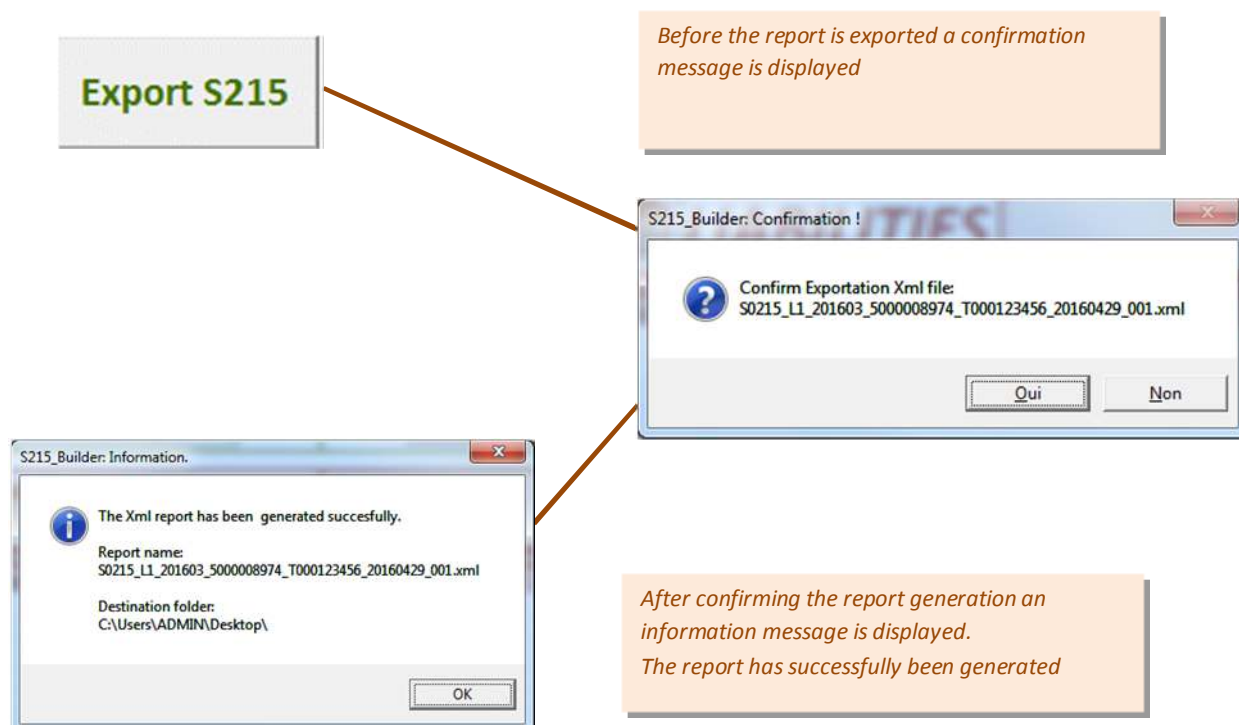 Export S215
Before the report is exported a confirmation
message is displayed
S215_Builder: Confirmation !
LIABILITIES
Confirm Exportation Xml file:
S0215_L1_201603_5000008974_T000123456_20160429_001.xml
Oui
Non
S215_Builder: Information.
The Xml report has been generated succesfully.
Report name:
S0215_L1_201603_5000008974_T000123456_20160429_001.xml
Destination folder:
C:\Users\ADMIN\Desktop\
OK
After confirming the report generation an
information message is displayed.
The report has successfully been generated